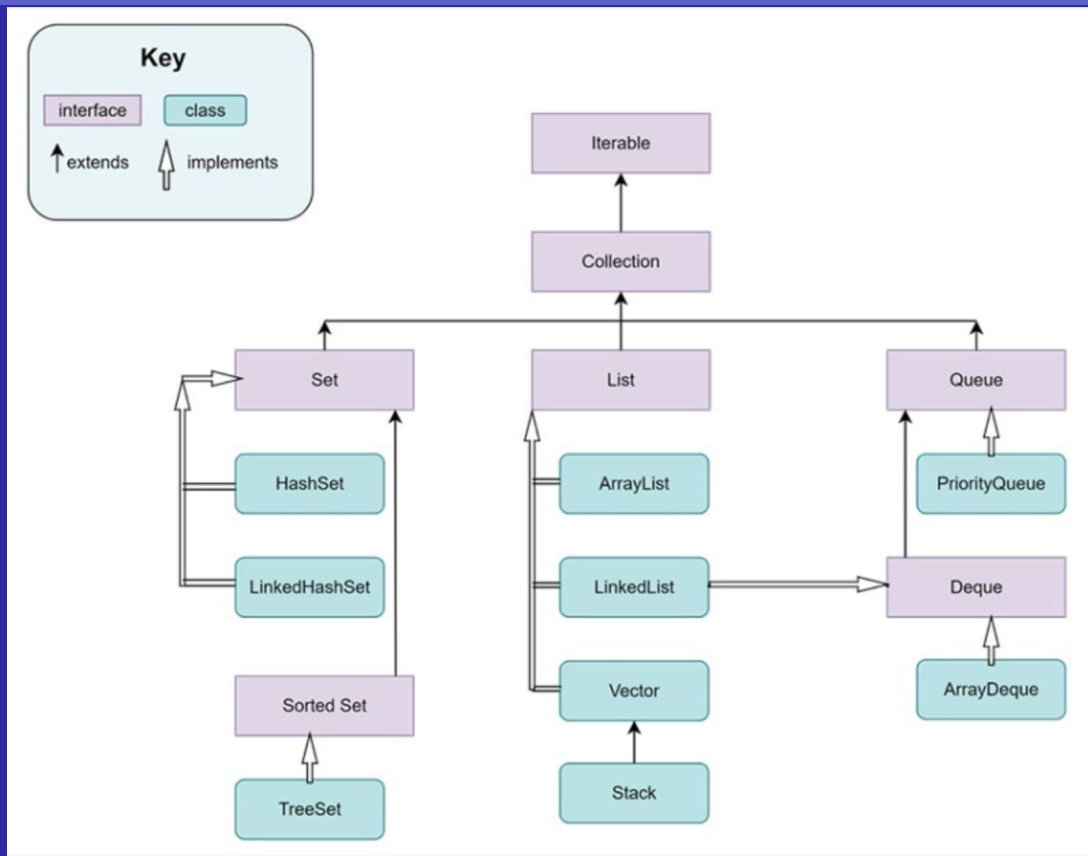 Key
interface class
extends implements
Iterable
Collection
Set List Queue
HashSet ArrayList PriorityQueue
LinkedHashSet LinkedList Deque
Sorted Set Vector ArrayDeque
TreeSet Stack